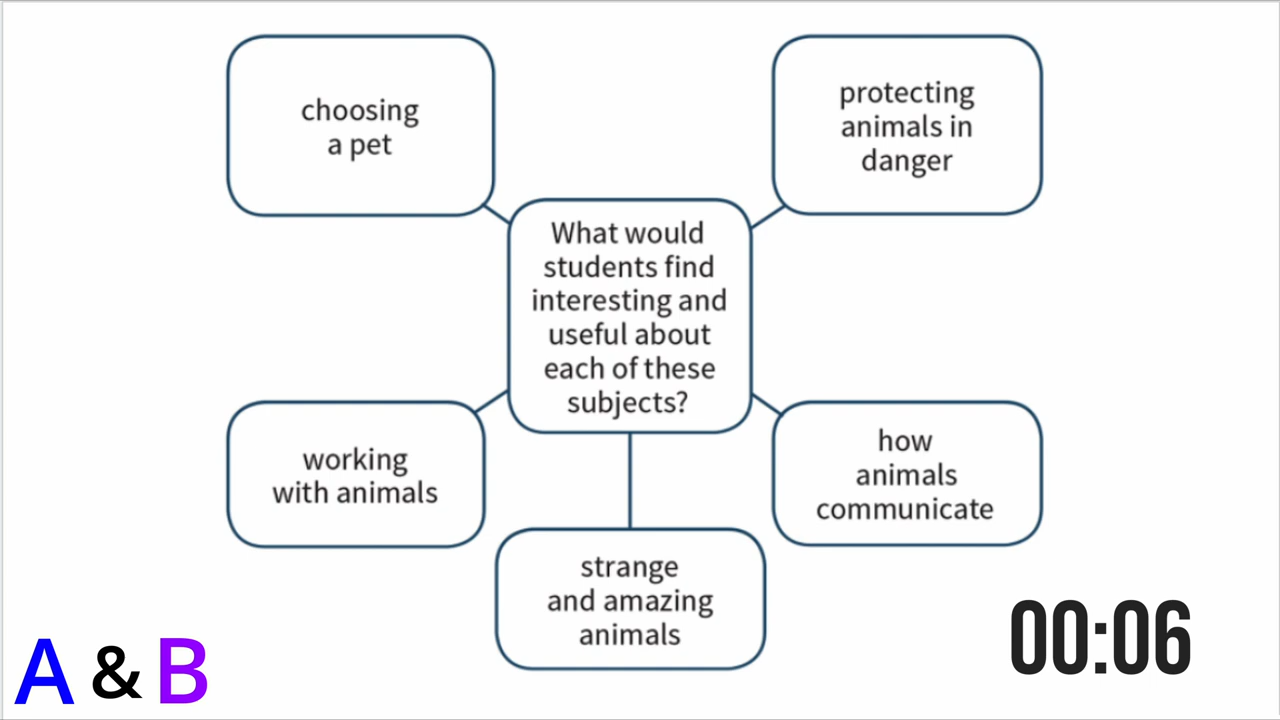 choosing
a pet
protecting
animals in
danger
What would
students find
interesting and
useful about
each of these
subjects?
working
with animals
how
animals
communicate
strange
and amazing
animals
A & B
00:06